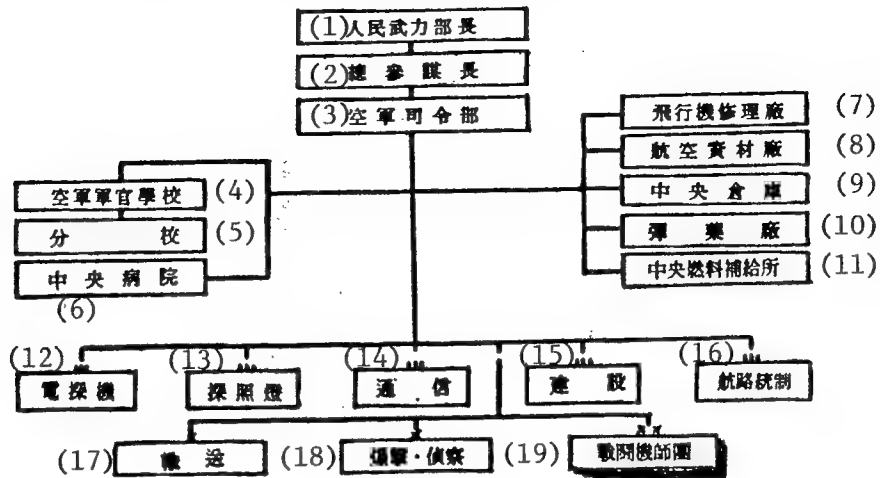 (1)人民武力部長
(2)總參謀長
(3)空軍司令部
空軍軍官學校 (4)
分校 (5)
中央病院
(6)
飛行機修理廠 (7)
航空資材廠 (8)
中央倉庫 (9)
彈藥廠 (10)
中央燃料補給所 (11)
(12) (13) (14) (15) (16)
電探機 探照燈 通信 建設 航路統制
(17) 輸送 (18) 爆擊·偵察 (19) 戰鬪機師團